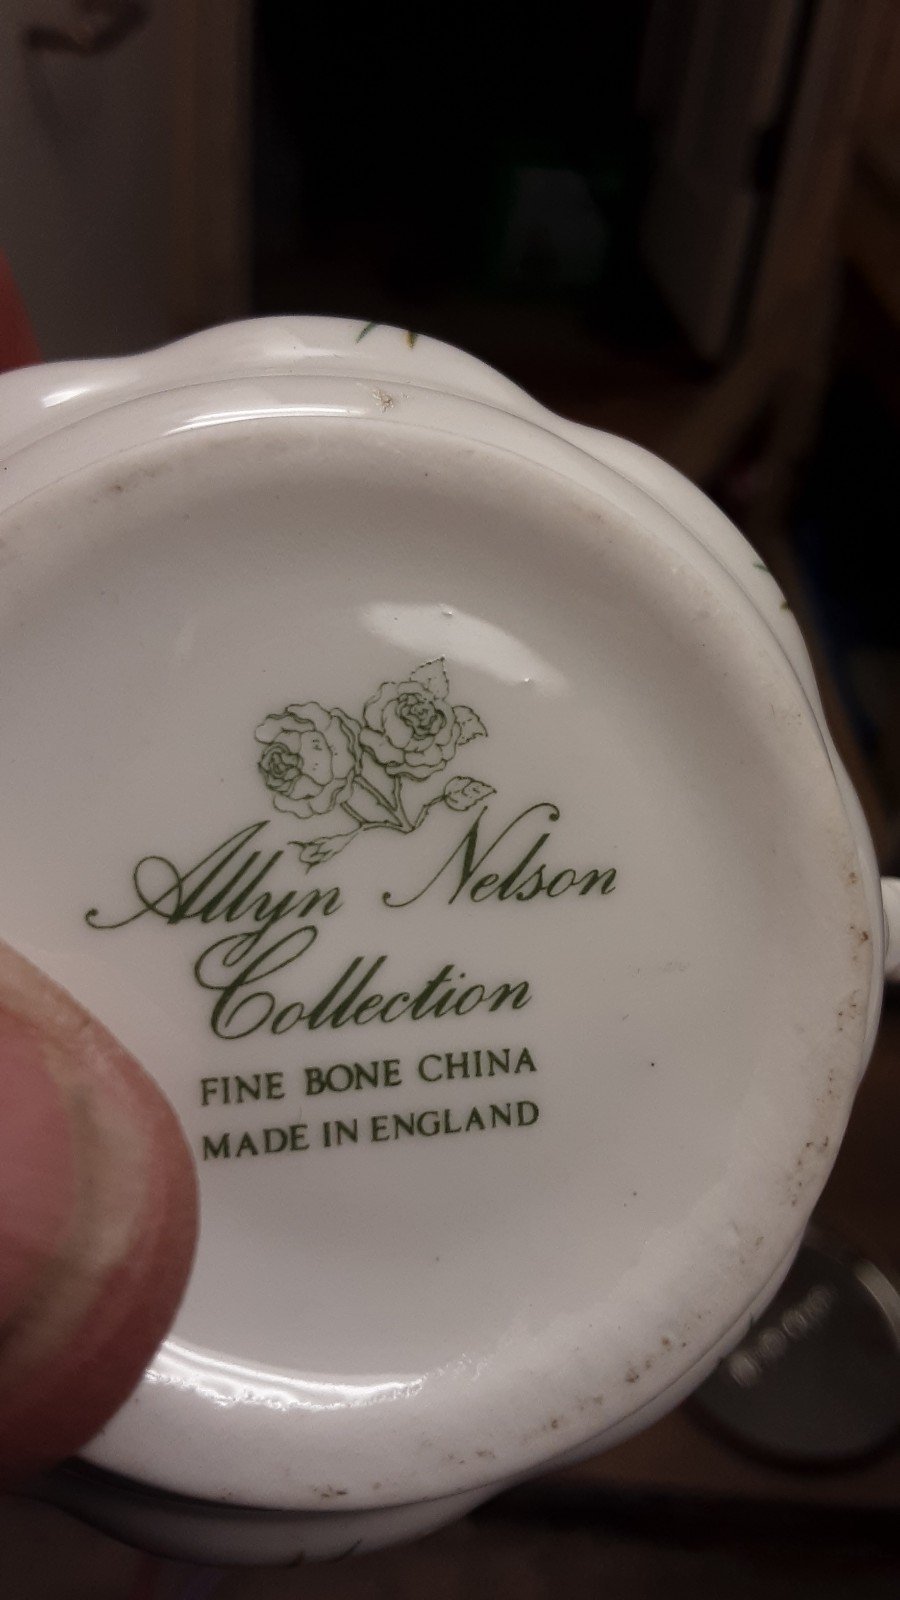 Allyn Nelson
Collection
FINE BONE CHINA
MADE IN ENGLAND